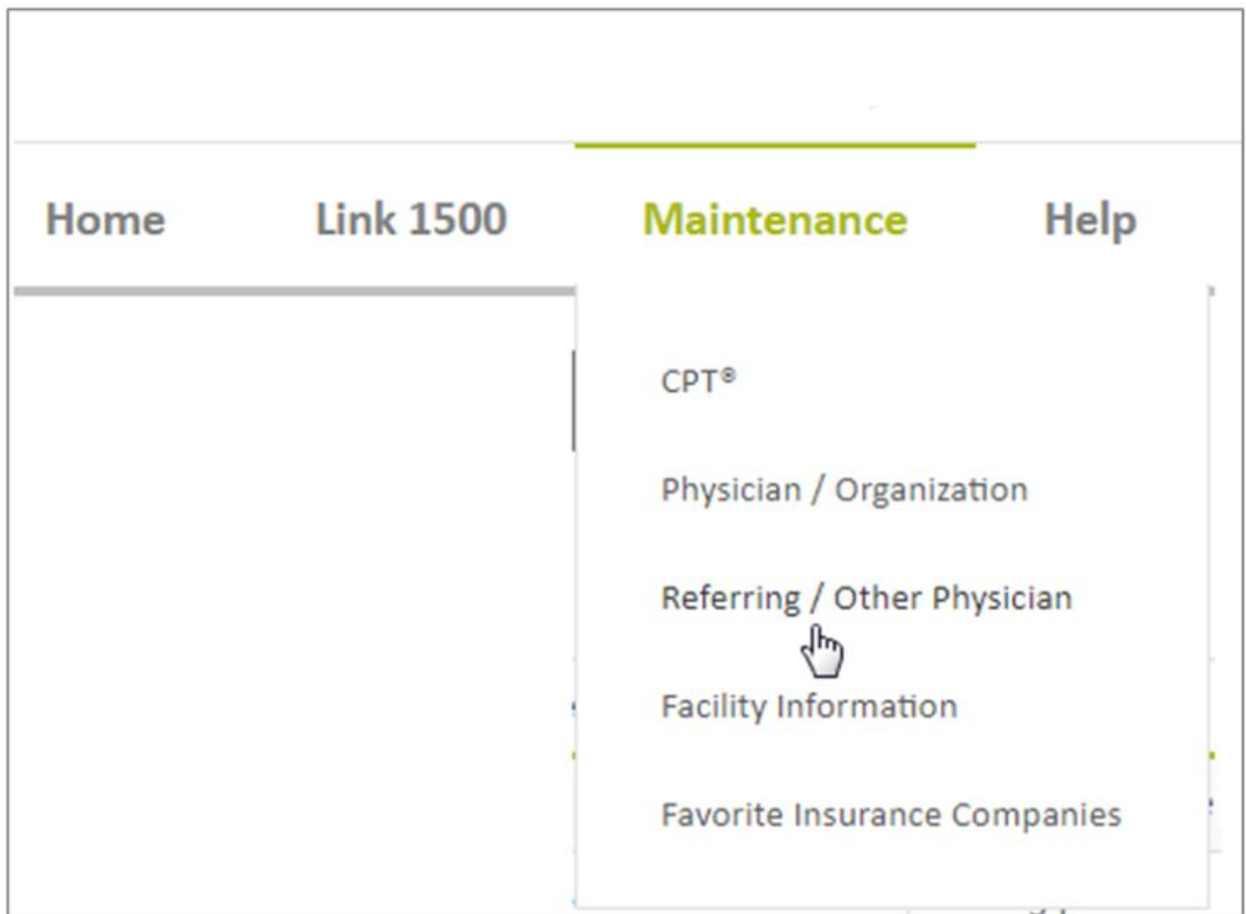 Home Link 1500 Maintenance Help
CPT®
Physician / Organization
Referring / Other Physician
Facility Information
Favorite Insurance Companies